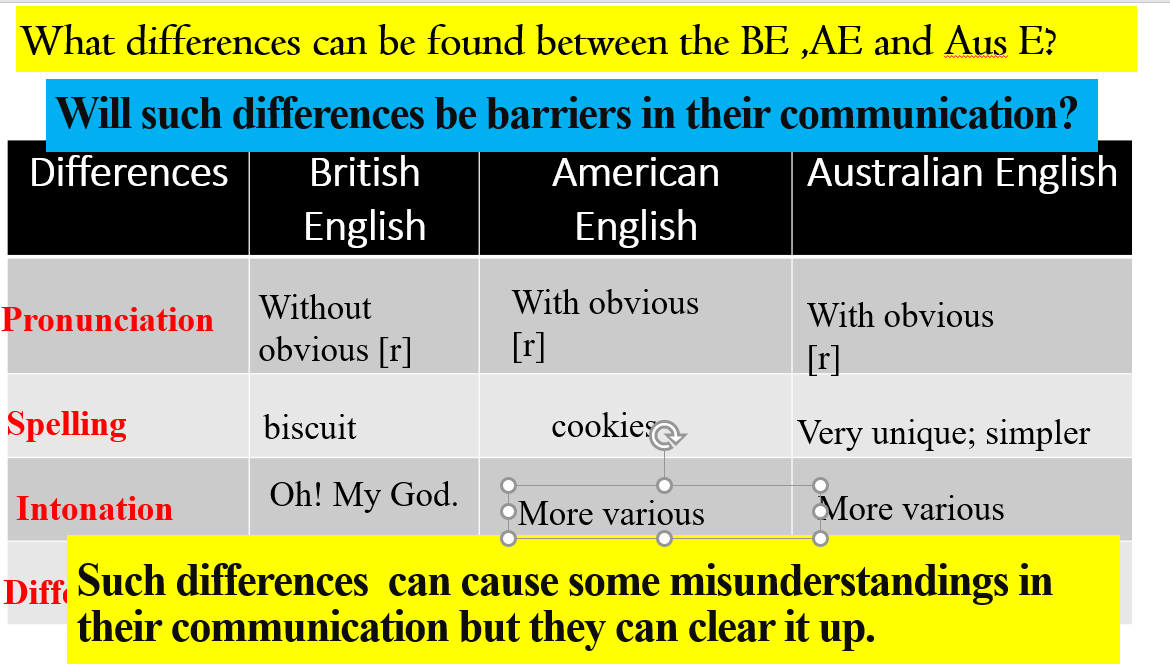 What differences can be found between the BE ,AE and Aus E?
Will such differences be barriers in their communication?
Differences
British
English
American
English
Australian English
Pronunciation
Without
obvious [r]
With obvious
[r]
With obvious
[r]
Spelling
biscuit
cookies
Very unique; simpler
Intonation
Oh! My God.
More various
More various
Such differences can cause some misunderstandings in
their communication but they can clear it up.